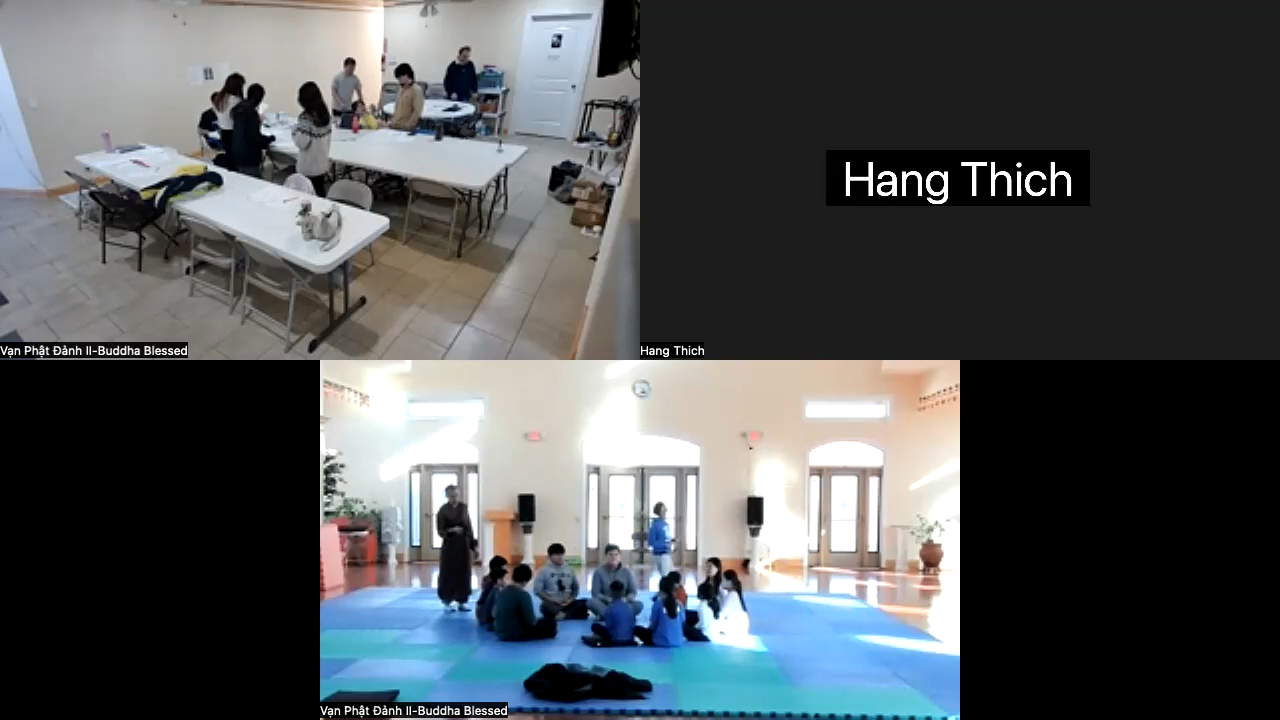 Vạn Phật Đảnh II-Buddha Blessed
Hang Thich
Hang Thich
Vạn Phật Đảnh II-Buddha Blessed